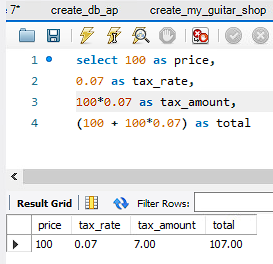 7* create_db_ap create_my_guitar_shop
1 select 100 as price,
2 0.07 as tax_rate,
3 100*0.07 as tax_amount,
4 (100 + 100*0.07) as total
Result Grid Filter Rows:
price tax_rate tax_amount total
100 0.07 7.00 107.00